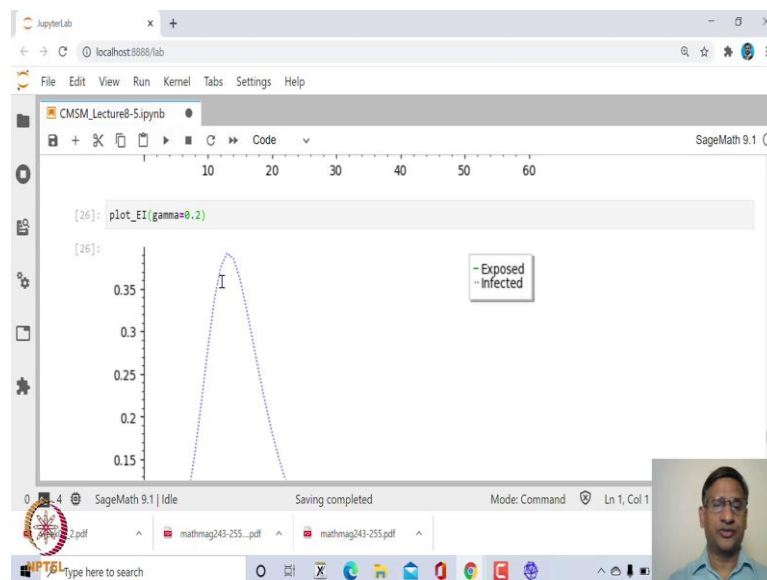 JupyterLab
localhost:8888/lab
File Edit View Run Kernel Tabs Settings Help
CMSM_Lecture8-5.ipynb
Code
SageMath 9.1
10 20 30 40 50 60
[26]: plot_EI(gamma=0.2)
[26]:
Exposed
Infected
0.35
0.3
0.25
0.2
0.15
0 4 SageMath 9.1 | Idle Saving completed Mode: Command Ln 1, Col 1
2.pdf mathmag243-255...pdf mathmag243-255.pdf
NPTEL
Type here to search